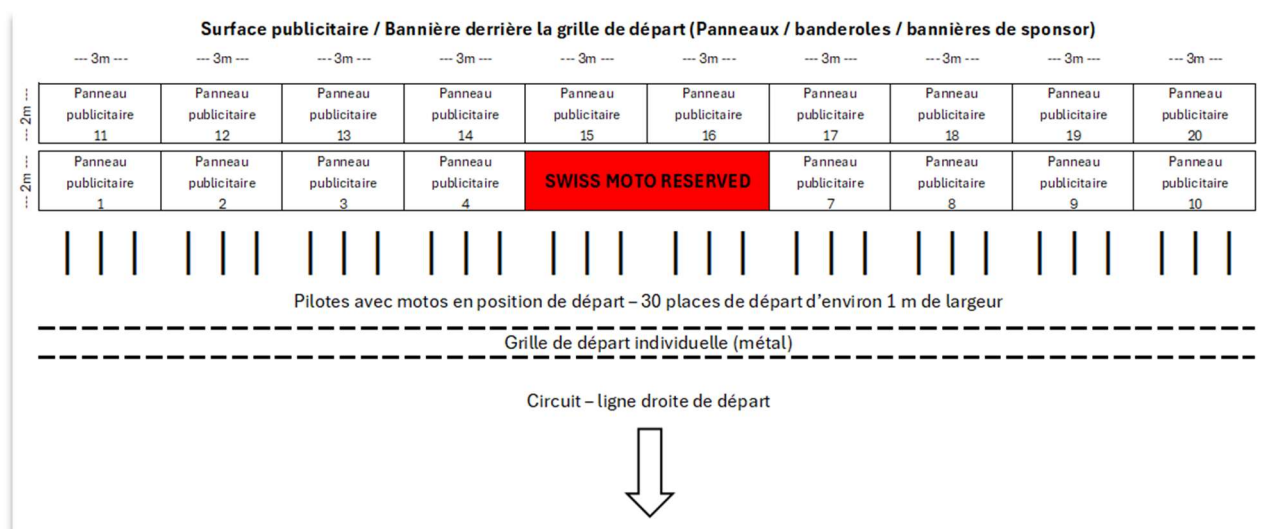 Surface publicitaire / Bannière derrière la grille de départ (Panneaux / banderoles / bannières de sponsor)
--- 3m --- --- 3m --- --- 3m --- --- 3m --- --- 3m --- --- 3m --- --- 3m --- --- 3m --- --- 3m --- --- 3m ---
--- 2m ---
Panneau publicitaire 11
Panneau publicitaire 12
Panneau publicitaire 13
Panneau publicitaire 14
Panneau publicitaire 15
Panneau publicitaire 16
Panneau publicitaire 17
Panneau publicitaire 18
Panneau publicitaire 19
Panneau publicitaire 20
--- 2m ---
Panneau publicitaire 1
Panneau publicitaire 2
Panneau publicitaire 3
Panneau publicitaire 4
SWISS MOTO RESERVED
Panneau publicitaire 7
Panneau publicitaire 8
Panneau publicitaire 9
Panneau publicitaire 10
Pilotes avec motos en position de départ – 30 places de départ d'environ 1 m de largeur
Grille de départ individuelle (métal)
Circuit – ligne droite de départ